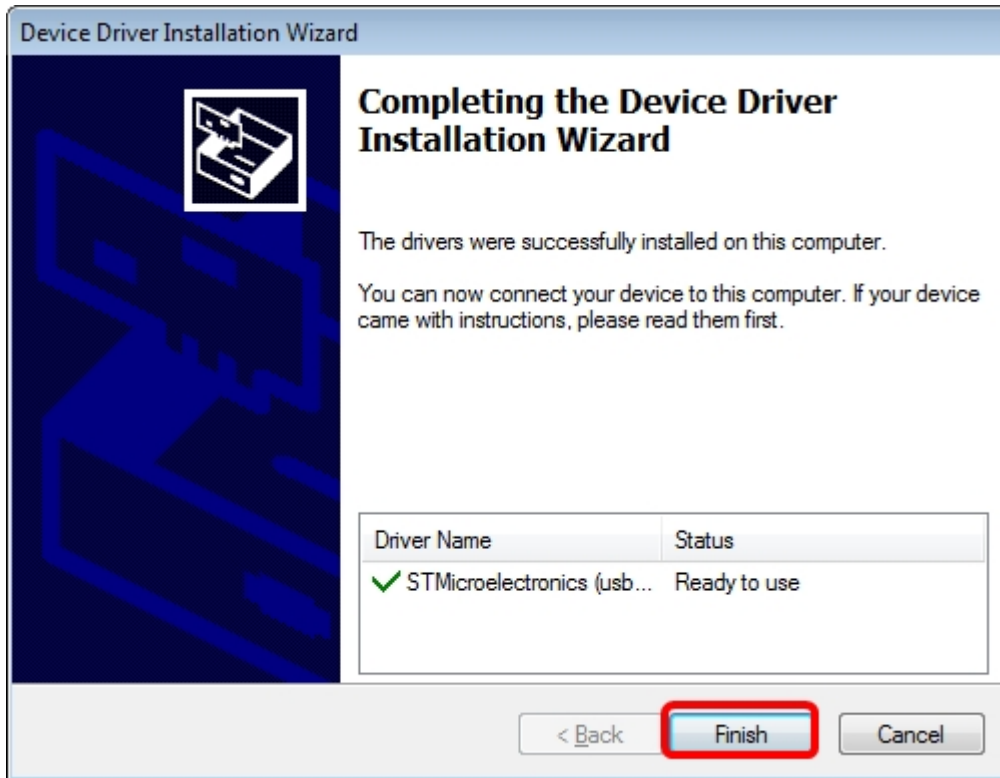 Device Driver Installation Wizard
Completing the Device Driver
Installation Wizard
The drivers were successfully installed on this computer.
You can now connect your device to this computer. If your device
came with instructions, please read them first.
Driver Name Status
STMicroelectronics (usb... Ready to use
< Back Finish Cancel